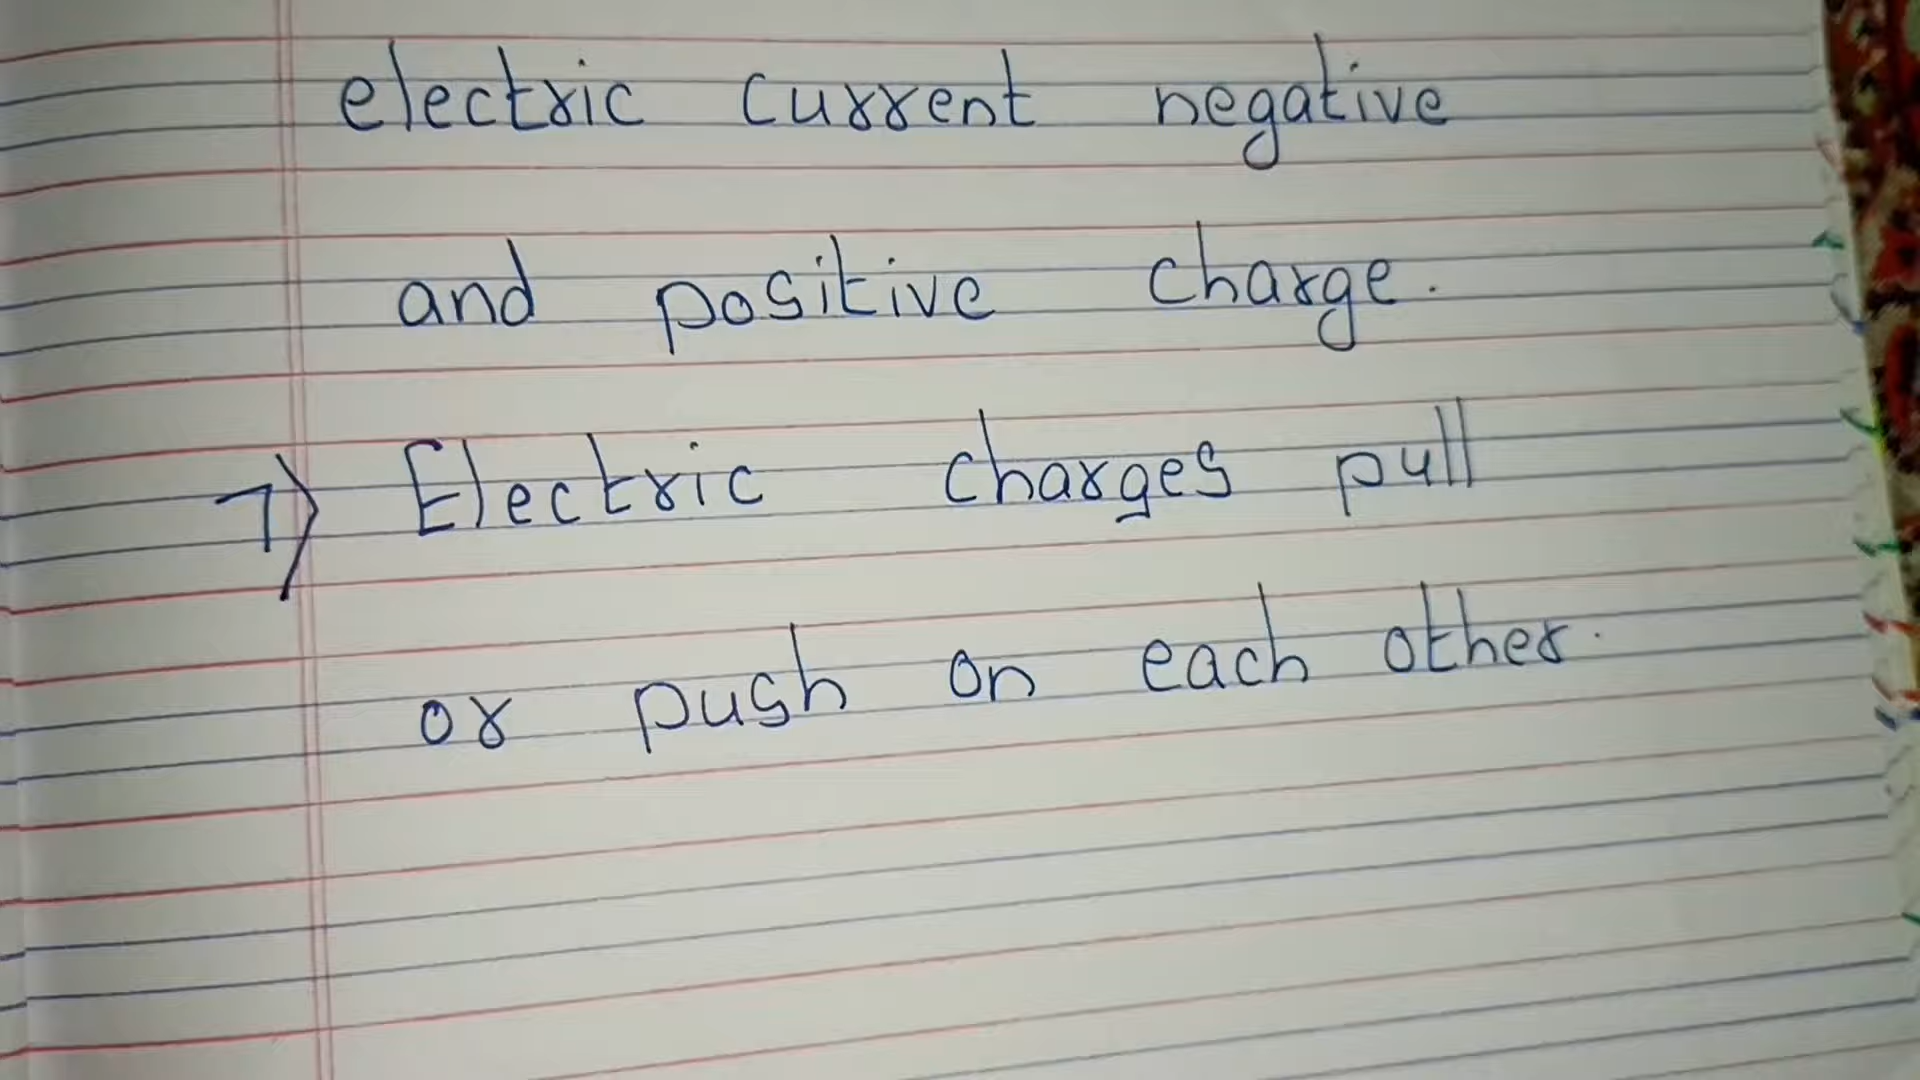 electric current negative
and positive charge.
7) Electric charges pull
or push on each other.